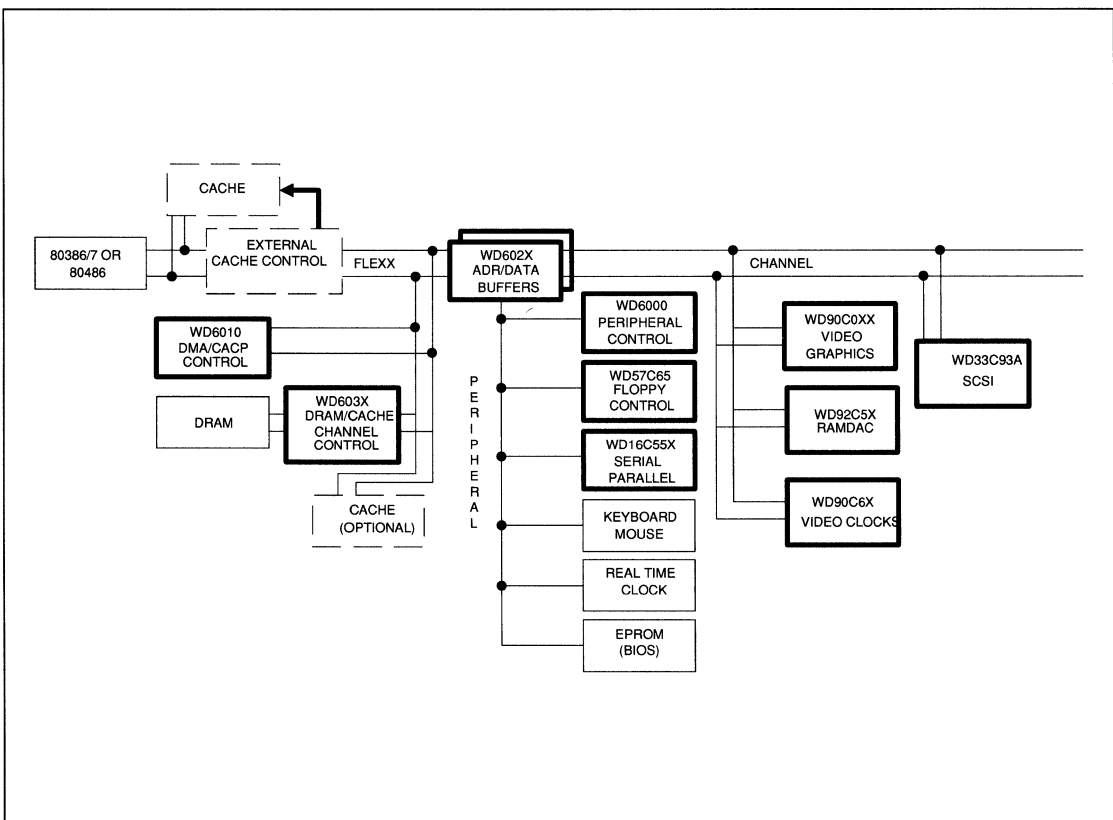 CACHE
80386/7 OR
80486
EXTERNAL
CACHE CONTROL
FLEXX
WD602X
ADR/DATA
BUFFERS
CHANNEL
WD6010
DMA/CACP
CONTROL
DRAM
WD603X
DRAM/CACHE
CHANNEL
CONTROL
CACHE
(OPTIONAL)
PERIPHERAL
WD6000
PERIPHERAL
CONTROL
WD57C65
FLOPPY
CONTROL
WD16C55X
SERIAL
PARALLEL
KEYBOARD
MOUSE
REAL TIME
CLOCK
EPROM
(BIOS)
WD90C0XX
VIDEO
GRAPHICS
WD92C5X
RAMDAC
WD90C6X
VIDEO CLOCKS
WD33C93A
SCSI